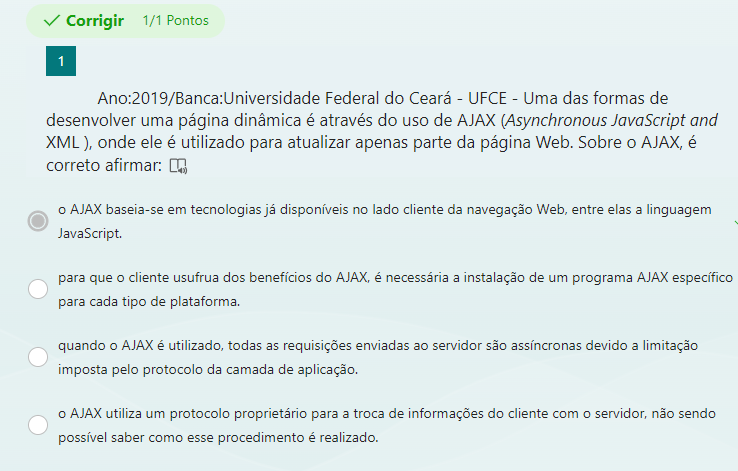 Corrigir 1/1 Pontos
1
Ano:2019/Banca:Universidade Federal do Ceará - UFCE - Uma das formas de
desenvolver uma página dinâmica é através do uso de AJAX (Asynchronous JavaScript and
XML ), onde ele é utilizado para atualizar apenas parte da página Web. Sobre o AJAX, é
correto afirmar:
o AJAX baseia-se em tecnologias já disponíveis no lado cliente da navegação Web, entre elas a linguagem
JavaScript.
para que o cliente usufrua dos benefícios do AJAX, é necessária a instalação de um programa AJAX específico
para cada tipo de plataforma.
quando o AJAX é utilizado, todas as requisições enviadas ao servidor são assíncronas devido a limitação
imposta pelo protocolo da camada de aplicação.
o AJAX utiliza um protocolo proprietário para a troca de informações do cliente com o servidor, não sendo
possível saber como esse procedimento é realizado.